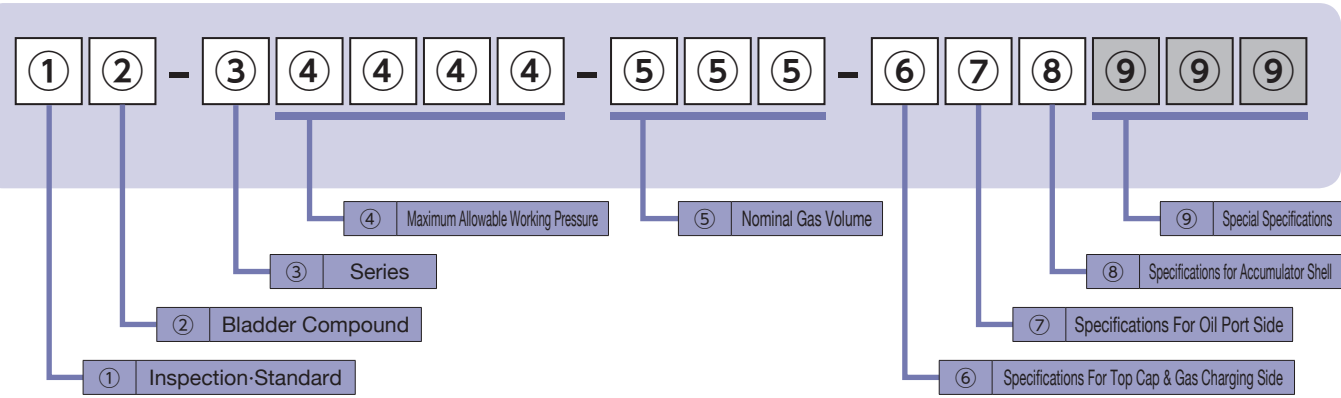 ① ② - ③ ④ ④ ④ ④ - ⑤ ⑤ ⑤ - ⑥ ⑦ ⑧ ⑨ ⑨ ⑨
④ Maximum Allowable Working Pressure ⑤ Nominal Gas Volume ⑨ Special Specifications
③ Series ⑧ Specifications for Accumulator Shell
② Bladder Compound ⑦ Specifications For Oil Port Side
① Inspection·Standard ⑥ Specifications For Top Cap & Gas Charging Side